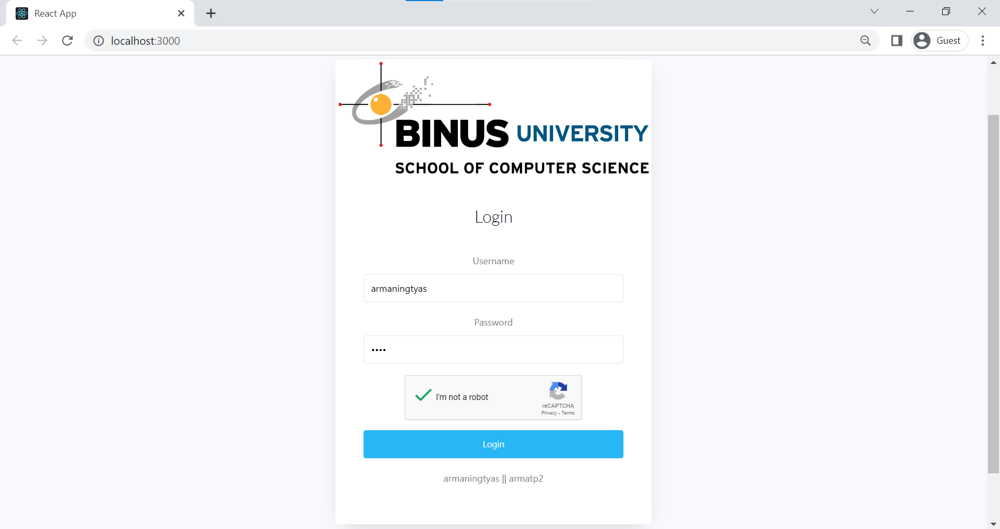 React App
localhost:3000
Guest
BINUS UNIVERSITY
SCHOOL OF COMPUTER SCIENCE
Login
Username
armaningtyas
Password
••••
I'm not a robot
reCAPTCHA
Privacy - Terms
Login
armaningtyas || armatp2